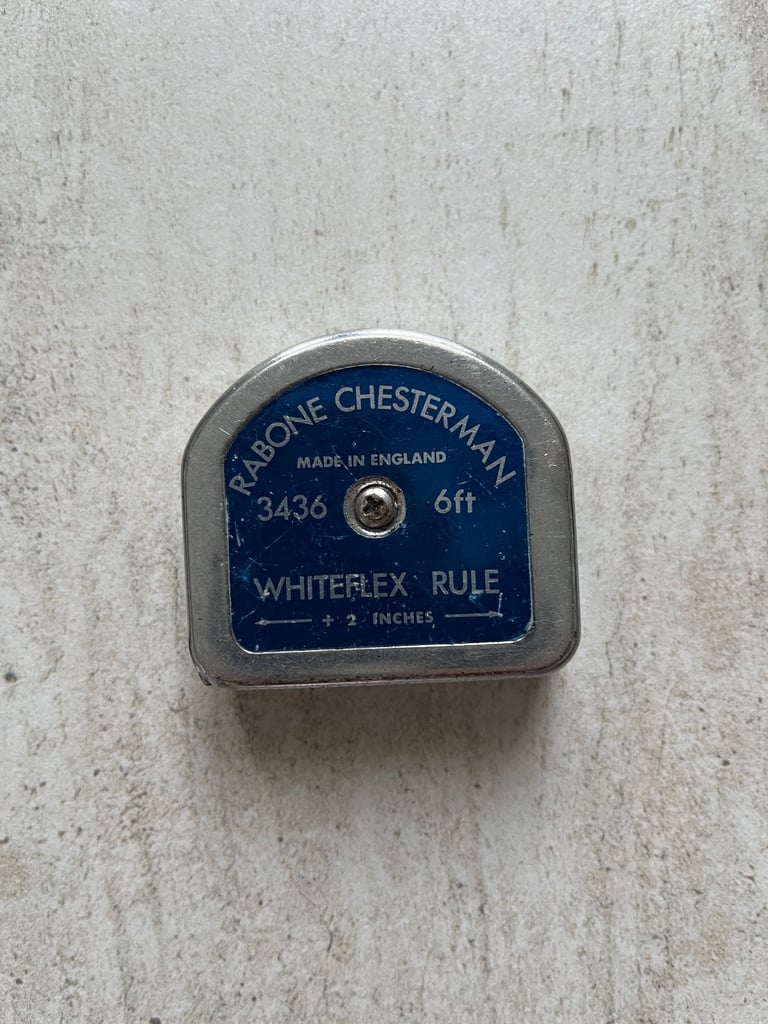 RABONE CHESTERMAN
MADE IN ENGLAND
3436 6ft
WHITEFLEX RULE
+ 2 INCHES